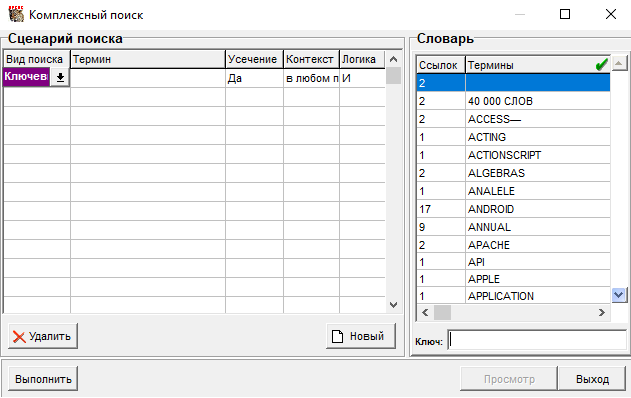 Комплексный поиск
Сценарий поиска
Вид поиска Термин Усечение Контекст Логика
Ключев Да в любом п И
Удалить
Новый
Словарь
Ссылок Термины
2
2 40 000 СЛОВ
2 ACCESS—
1 ACTING
1 ACTIONSCRIPT
2 ALGEBRAS
1 ANALELE
17 ANDROID
9 ANNUAL
2 APACHE
1 API
1 APPLE
1 APPLICATION
Ключ:
Выполнить
Просмотр
Выход